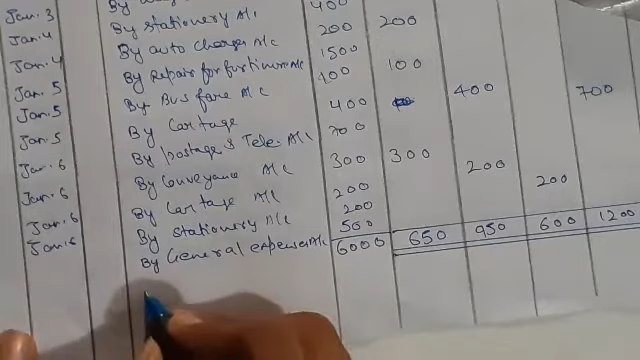 Jan. 3 By 400
Jan. 4 By stationery A/c 200 200
Jan. 4 By auto charges A/c 1500
Jan. 5 By Repair for furtinure A/c 100 100
Jan. 5 By Bus fare A/c 400 400 700
Jan. 5 By Cartage 700
Jan. 6 By postage & Tele. A/c 300 300
Jan. 6 By Conveyance A/c 200 200
Jan. 6 By Cartage A/c 200 200
Jan. 6 By stationery A/c 500
By General expenses A/c 6000 650 950 600 1200